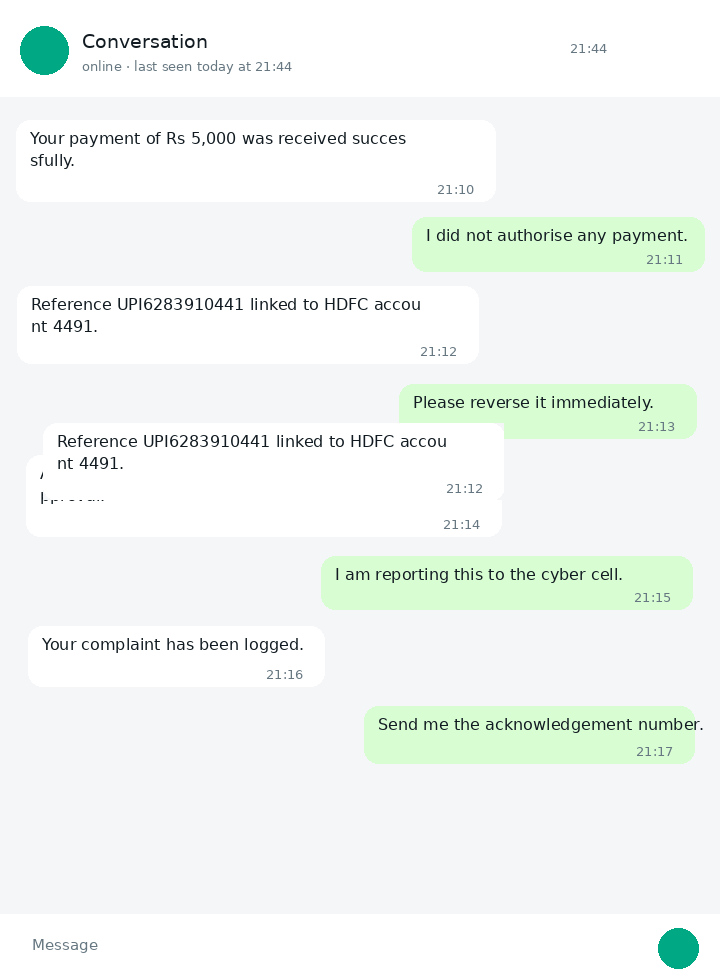 Conversation
21:44
online · last seen today at 21:44
Your payment of Rs 5,000 was received succes
sfully.
21:10
I did not authorise any payment.
21:11
Reference UPI6283910441 linked to HDFC accou
nt 4491.
21:12
Please reverse it immediately.
21:13
Reference UPI6283910441 linked to HDFC accou
nt 4491.
21:12
21:14
I am reporting this to the cyber cell.
21:15
Your complaint has been logged.
21:16
Send me the acknowledgement number.
21:17
Message